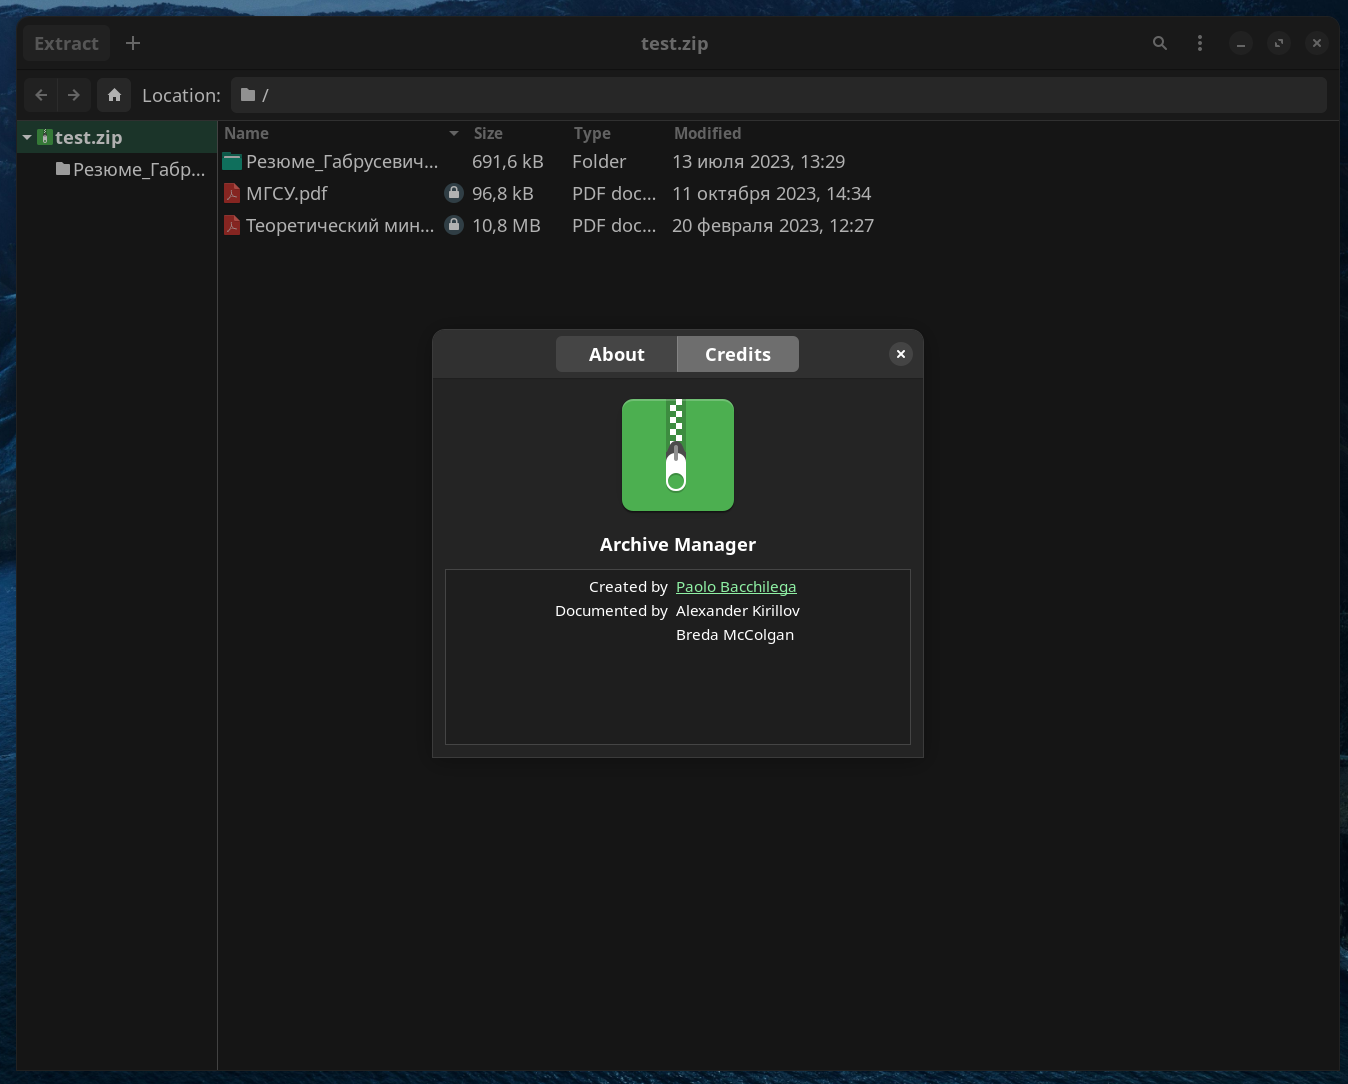 Extract
test.zip
Location: /
test.zip
Резюме_Габр...
Name Size Type Modified
Резюме_Габрусевич... 691,6 kB Folder 13 июля 2023, 13:29
МГСУ.pdf 96,8 kB PDF doc... 11 октября 2023, 14:34
Теоретический мин... 10,8 MB PDF doc... 20 февраля 2023, 12:27
About Credits
Archive Manager
Created by Paolo Bacchilega
Documented by Alexander Kirillov
Breda McColgan